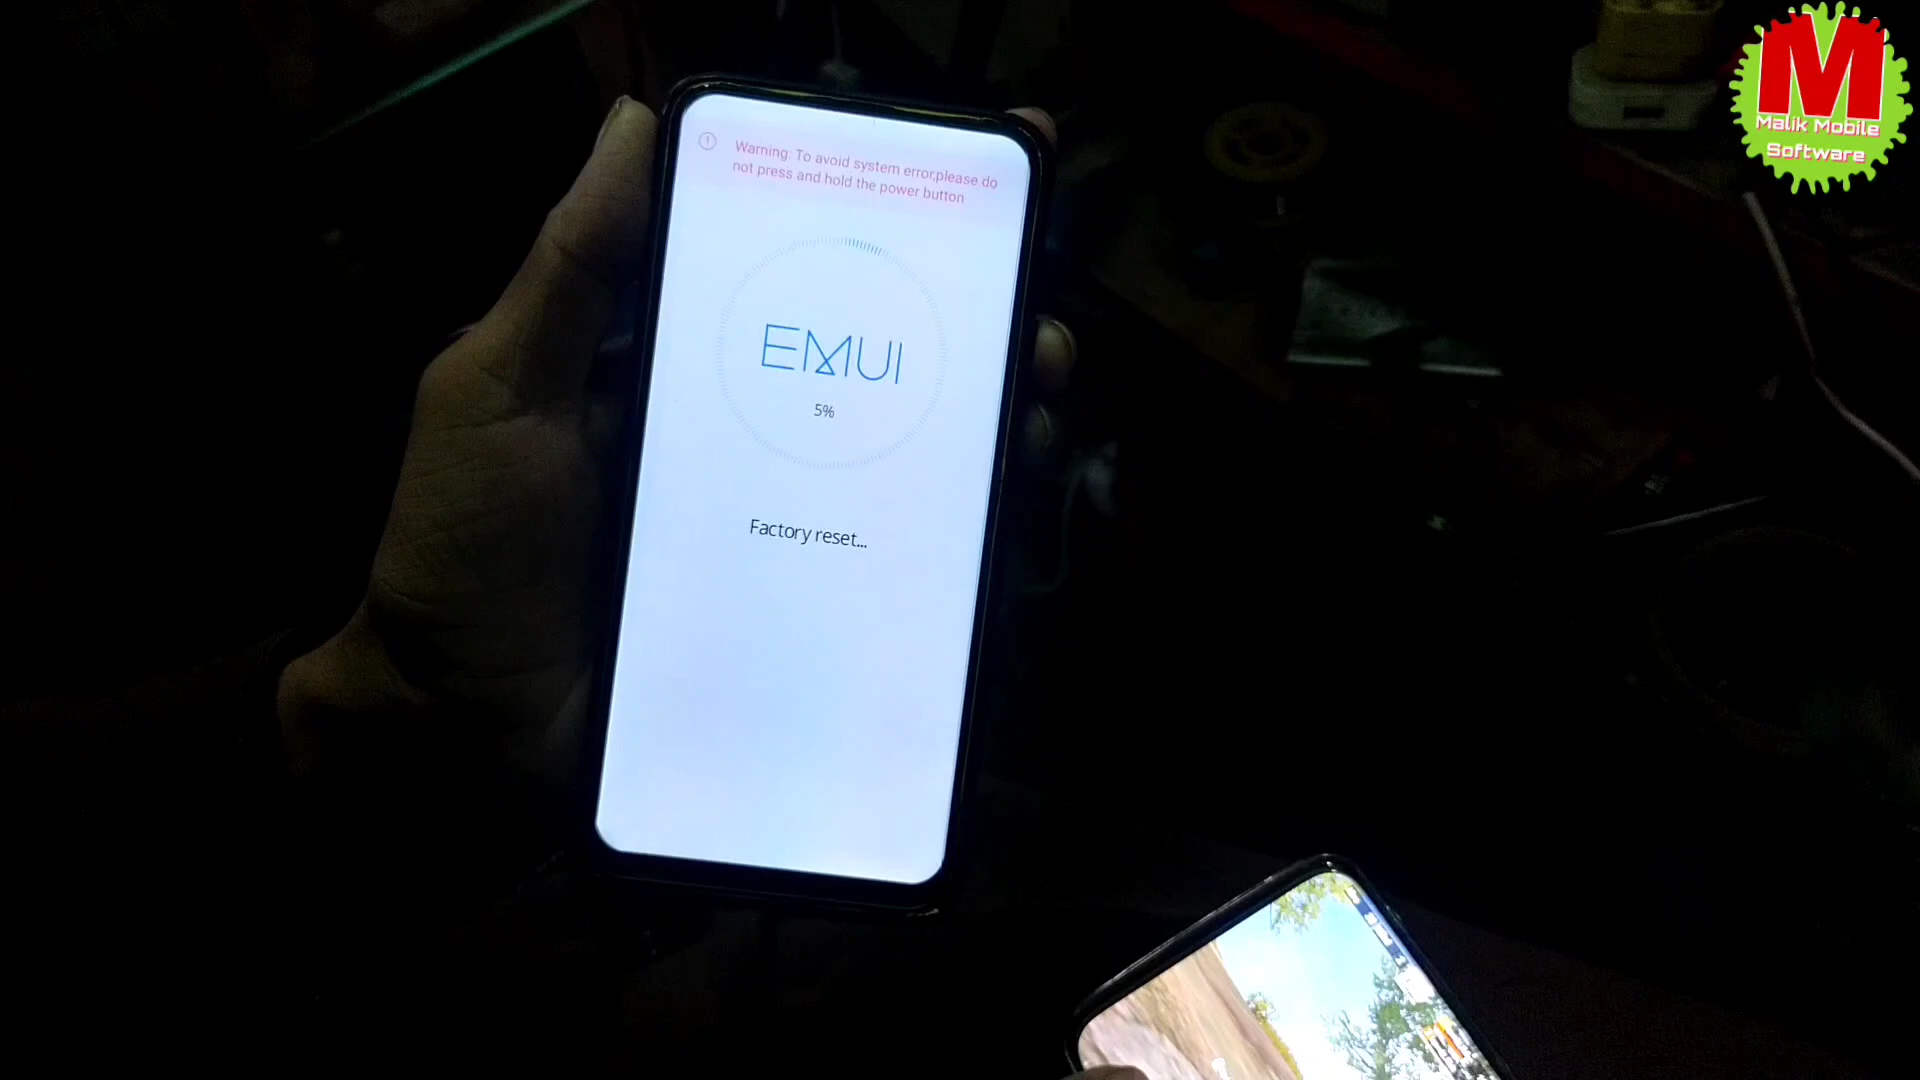 Warning: To avoid system error,please do
not press and hold the power button
EMUI
5%
Factory reset...
M
Malik Mobile
Software